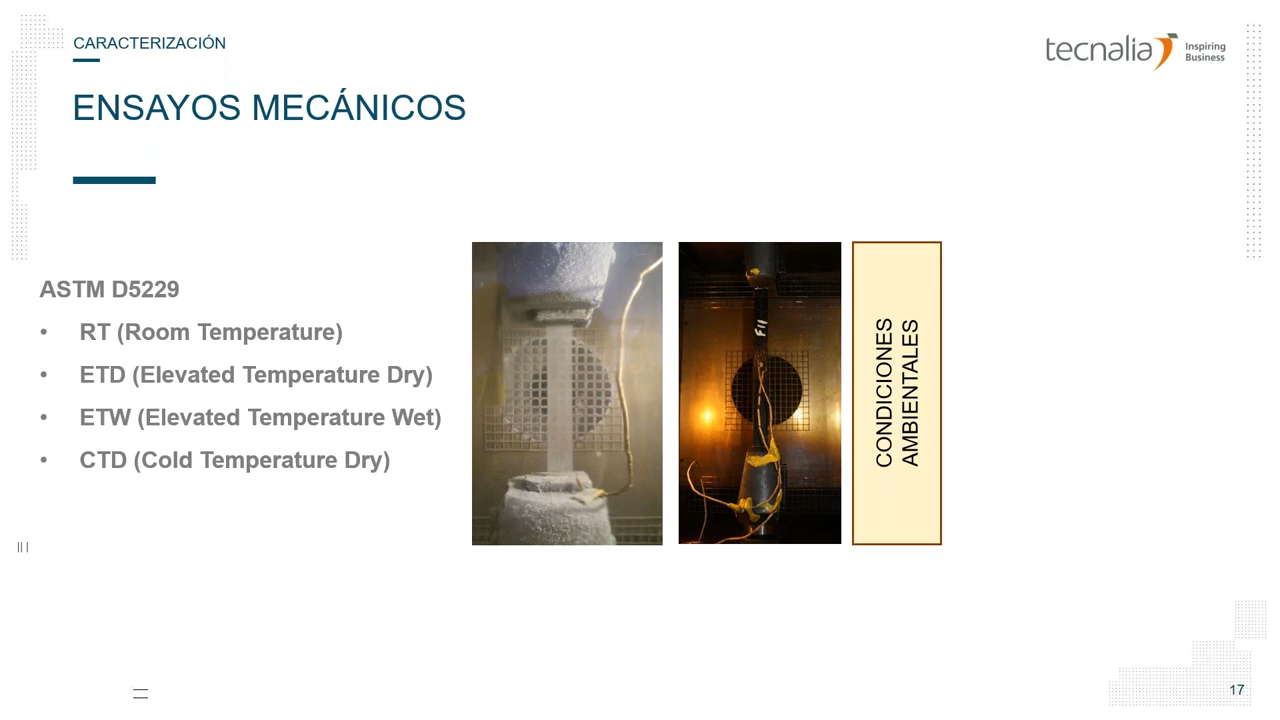 CARACTERIZACIÓN
tecnalia Inspiring
Business
ENSAYOS MECÁNICOS
ASTM D5229
• RT (Room Temperature)
• ETD (Elevated Temperature Dry)
• ETW (Elevated Temperature Wet)
• CTD (Cold Temperature Dry)
F11
CONDICIONES
AMBIENTALES
17